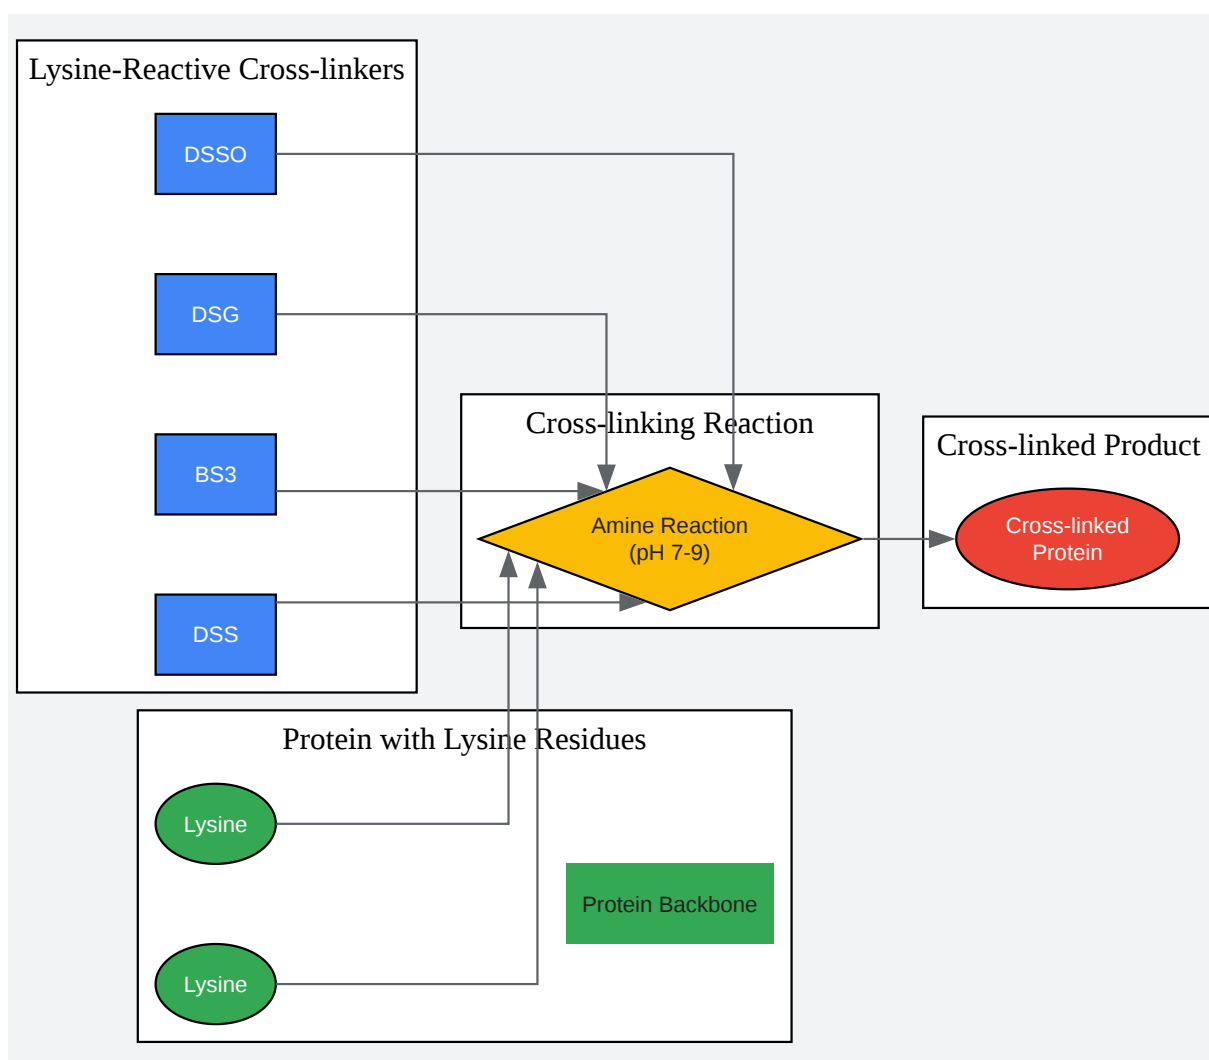 Lysine-Reactive Cross-linkers
DSSO
DSG
BS3
DSS
Cross-linking Reaction
Amine Reaction
(pH 7-9)
Cross-linked Product
Cross-linked
Protein
Protein with Lysine Residues
Lysine
Protein Backbone
Lysine